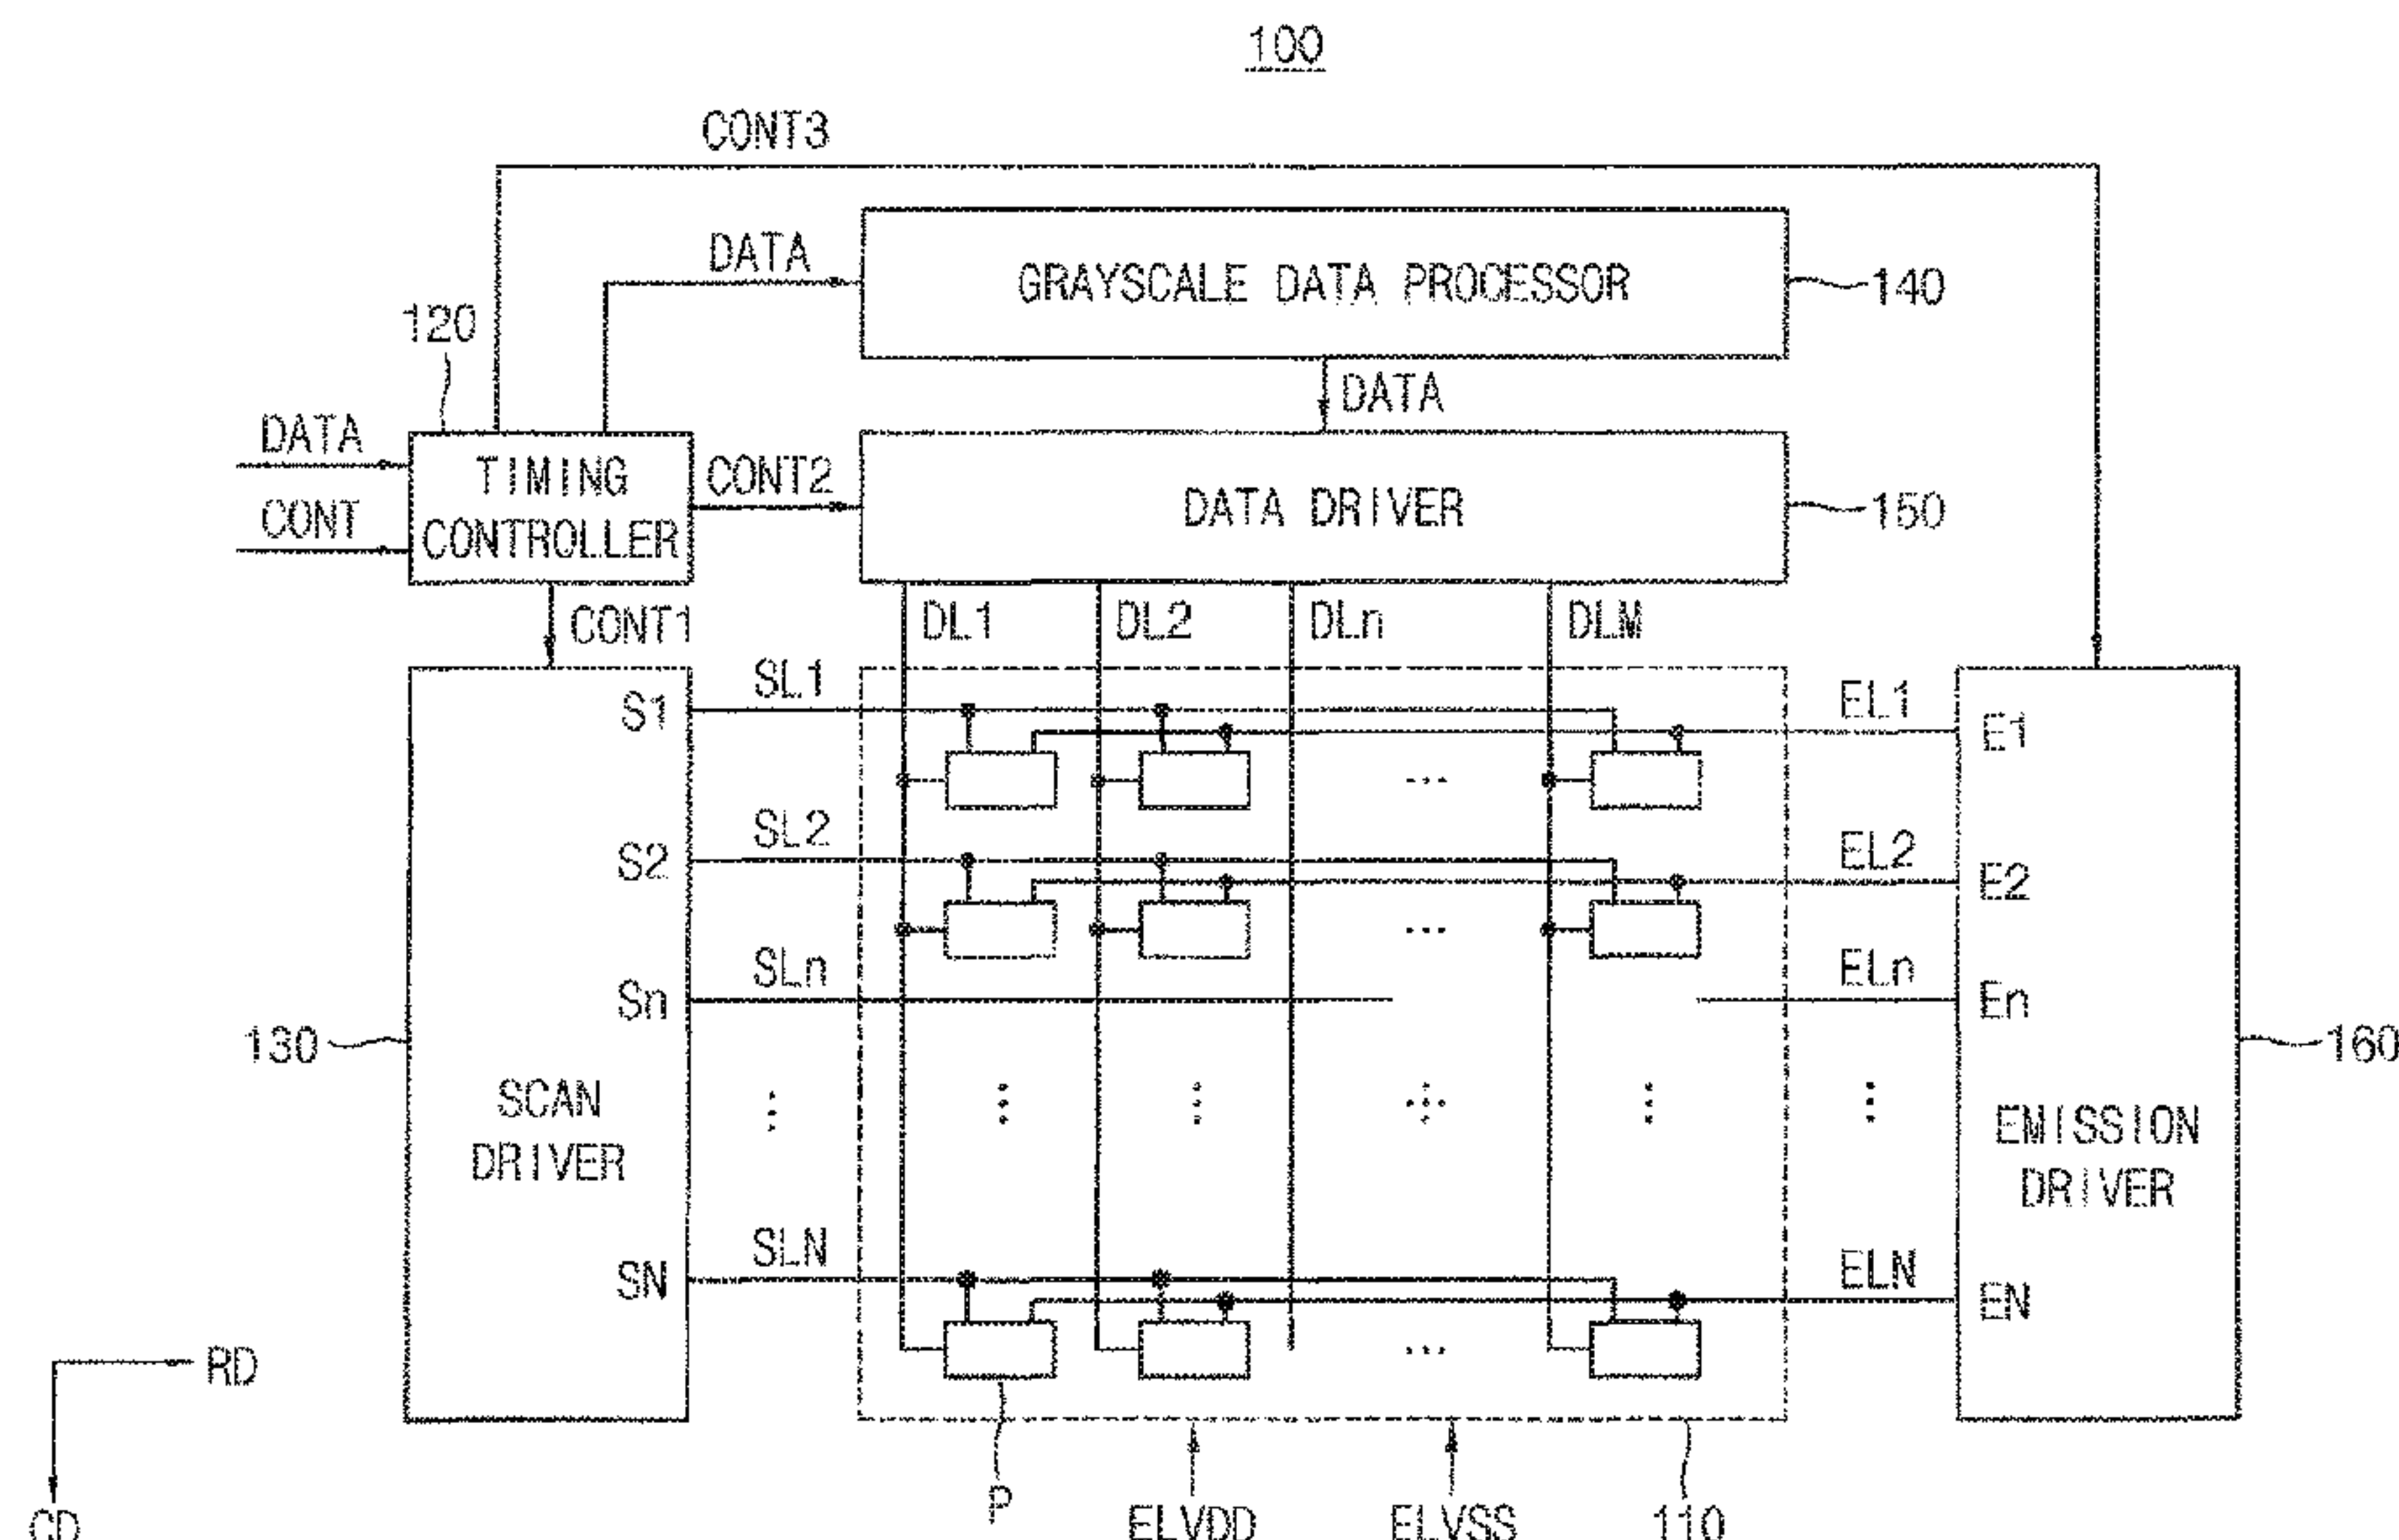 100
CONT3
DATA
GRAYSCALE DATA PROCESSOR
140
120
DATA
DATA
TIMING
CONTROLLER
CONT2
DATA DRIVER
150
CONT
CONT1
DL1
DL2
DLn
DLM
S1
SL1
EL1
E1
S2
SL2
EL2
E2
Sn
SLn
ELn
En
130
160
SCAN
DRIVER
EMISSION
DRIVER
SN
SLN
ELN
EN
RD
CD
P
ELVDD
ELVSS
110